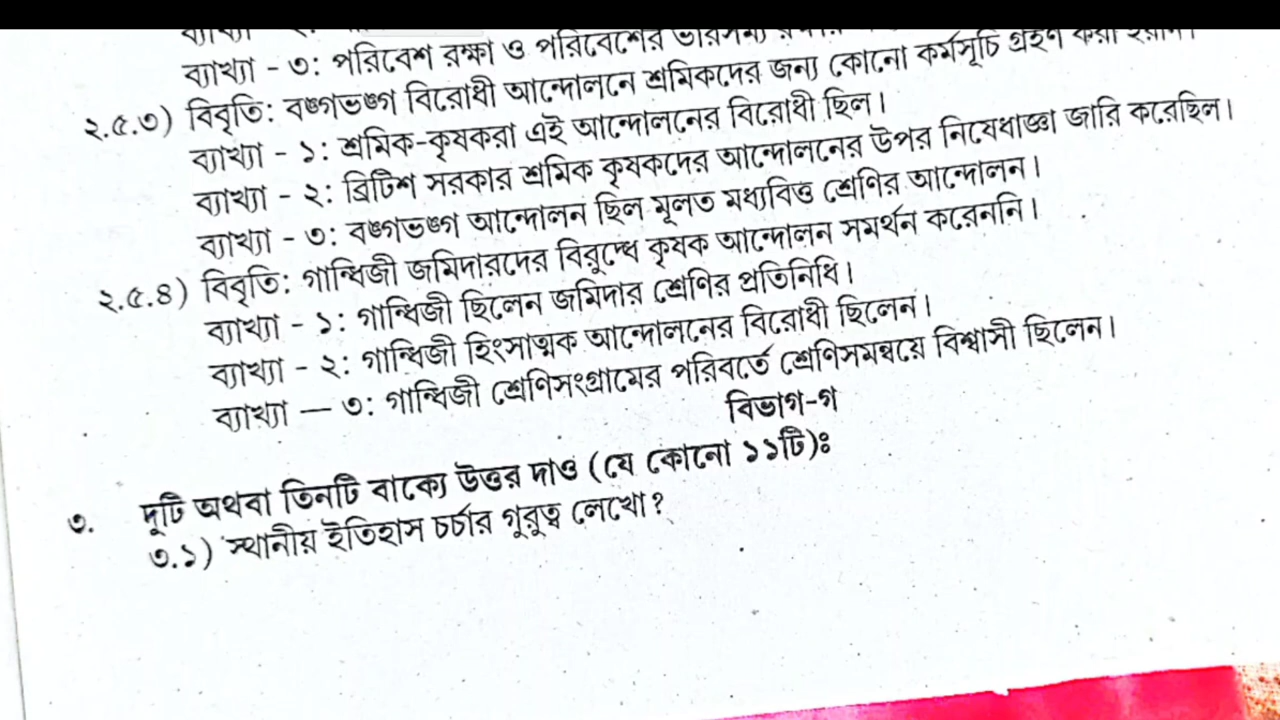 ব্যাখ্যা - ৩: পরিবেশ রক্ষা ও পরিবেশের ভারসাম্য
২.৫.৩) বিবৃতি: বঙ্গভঙ্গ বিরোধী আন্দোলনে শ্রমিকদের জন্য কোনো কর্মসূচি গ্রহণ করা হয়নি।
ব্যাখ্যা - ১: শ্রমিক-কৃষকরা এই আন্দোলনের বিরোধী ছিল।
ব্যাখ্যা - ২: ব্রিটিশ সরকার শ্রমিক কৃষকদের আন্দোলনের উপর নিষেধাজ্ঞা জারি করেছিল।
ব্যাখ্যা - ৩: বঙ্গভঙ্গ আন্দোলন ছিল মূলত মধ্যবিত্ত শ্রেণির আন্দোলন।
২.৫.৪) বিবৃতি: গান্ধিজী জমিদারদের বিরুদ্ধে কৃষক আন্দোলন সমর্থন করেননি।
ব্যাখ্যা - ১: গান্ধিজী ছিলেন জমিদার শ্রেণির প্রতিনিধি।
ব্যাখ্যা - ২: গান্ধিজী হিংসাত্মক আন্দোলনের বিরোধী ছিলেন।
ব্যাখ্যা — ৩: গান্ধিজী শ্রেণিসংগ্রামের পরিবর্তে শ্রেণিসমন্বয়ে বিশ্বাসী ছিলেন।
বিভাগ-গ
৩. দুটি অথবা তিনটি বাক্যে উত্তর দাও (যে কোনো ১১টি)ঃ
৩.১) স্থানীয় ইতিহাস চর্চার গুরুত্ব লেখো?